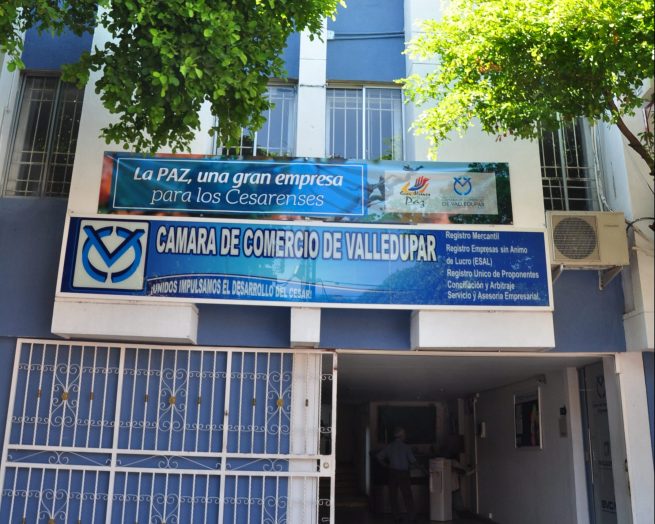 La PAZ, una gran empresa
para los Cesarenses
Paz
DE VALLEDUPAR
CAMARA DE COMERCIO DE VALLEDUPAR
¡UNIDOS IMPULSAMOS EL DESARROLLO DEL CESAR!
Registro Mercantil
Registro Empresas sin Animo
de Lucro (ESAL)
Registro Unico de Proponentes
Conciliación y Arbitraje
Servicio y Asesoria Empresarial.